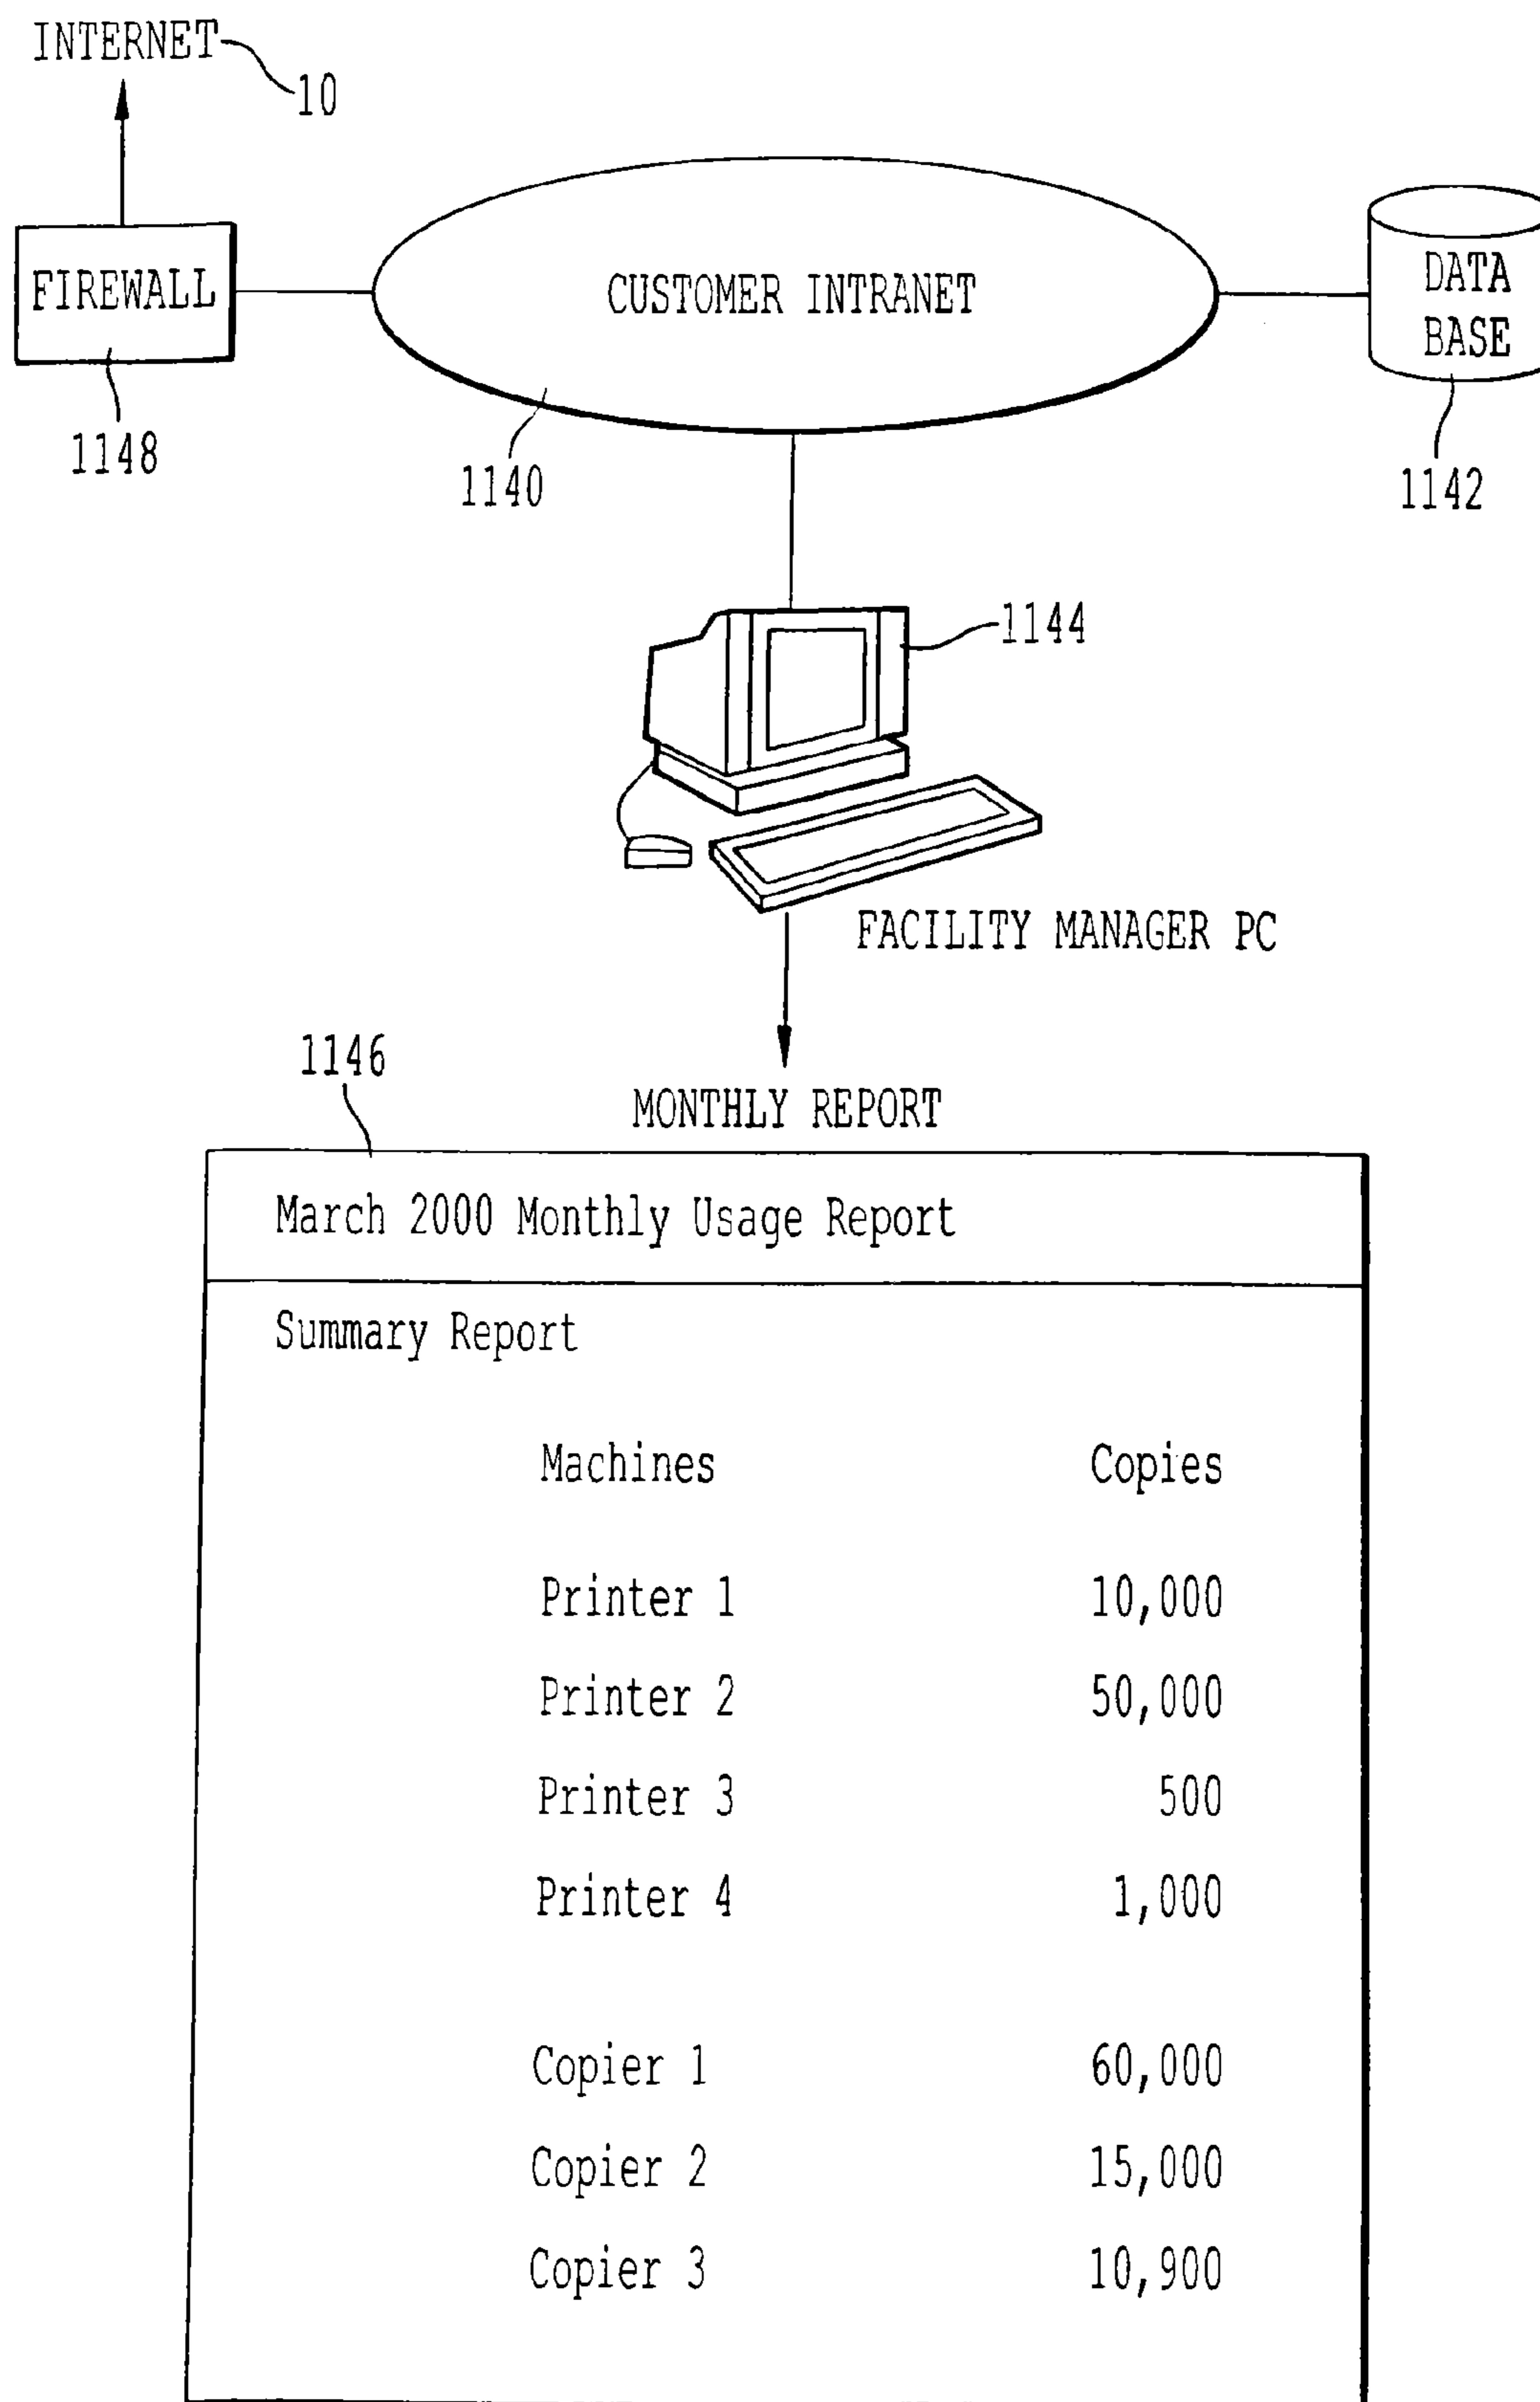 INTERNET
10
FIREWALL
CUSTOMER INTRANET
DATA
BASE
1148
1140
1142
1144
FACILITY MANAGER PC
1146
MONTHLY REPORT
March 2000 Monthly Usage Report
Summary Report
Machines Copies
Printer 1 10,000
Printer 2 50,000
Printer 3 500
Printer 4 1,000
Copier 1 60,000
Copier 2 15,000
Copier 3 10,900